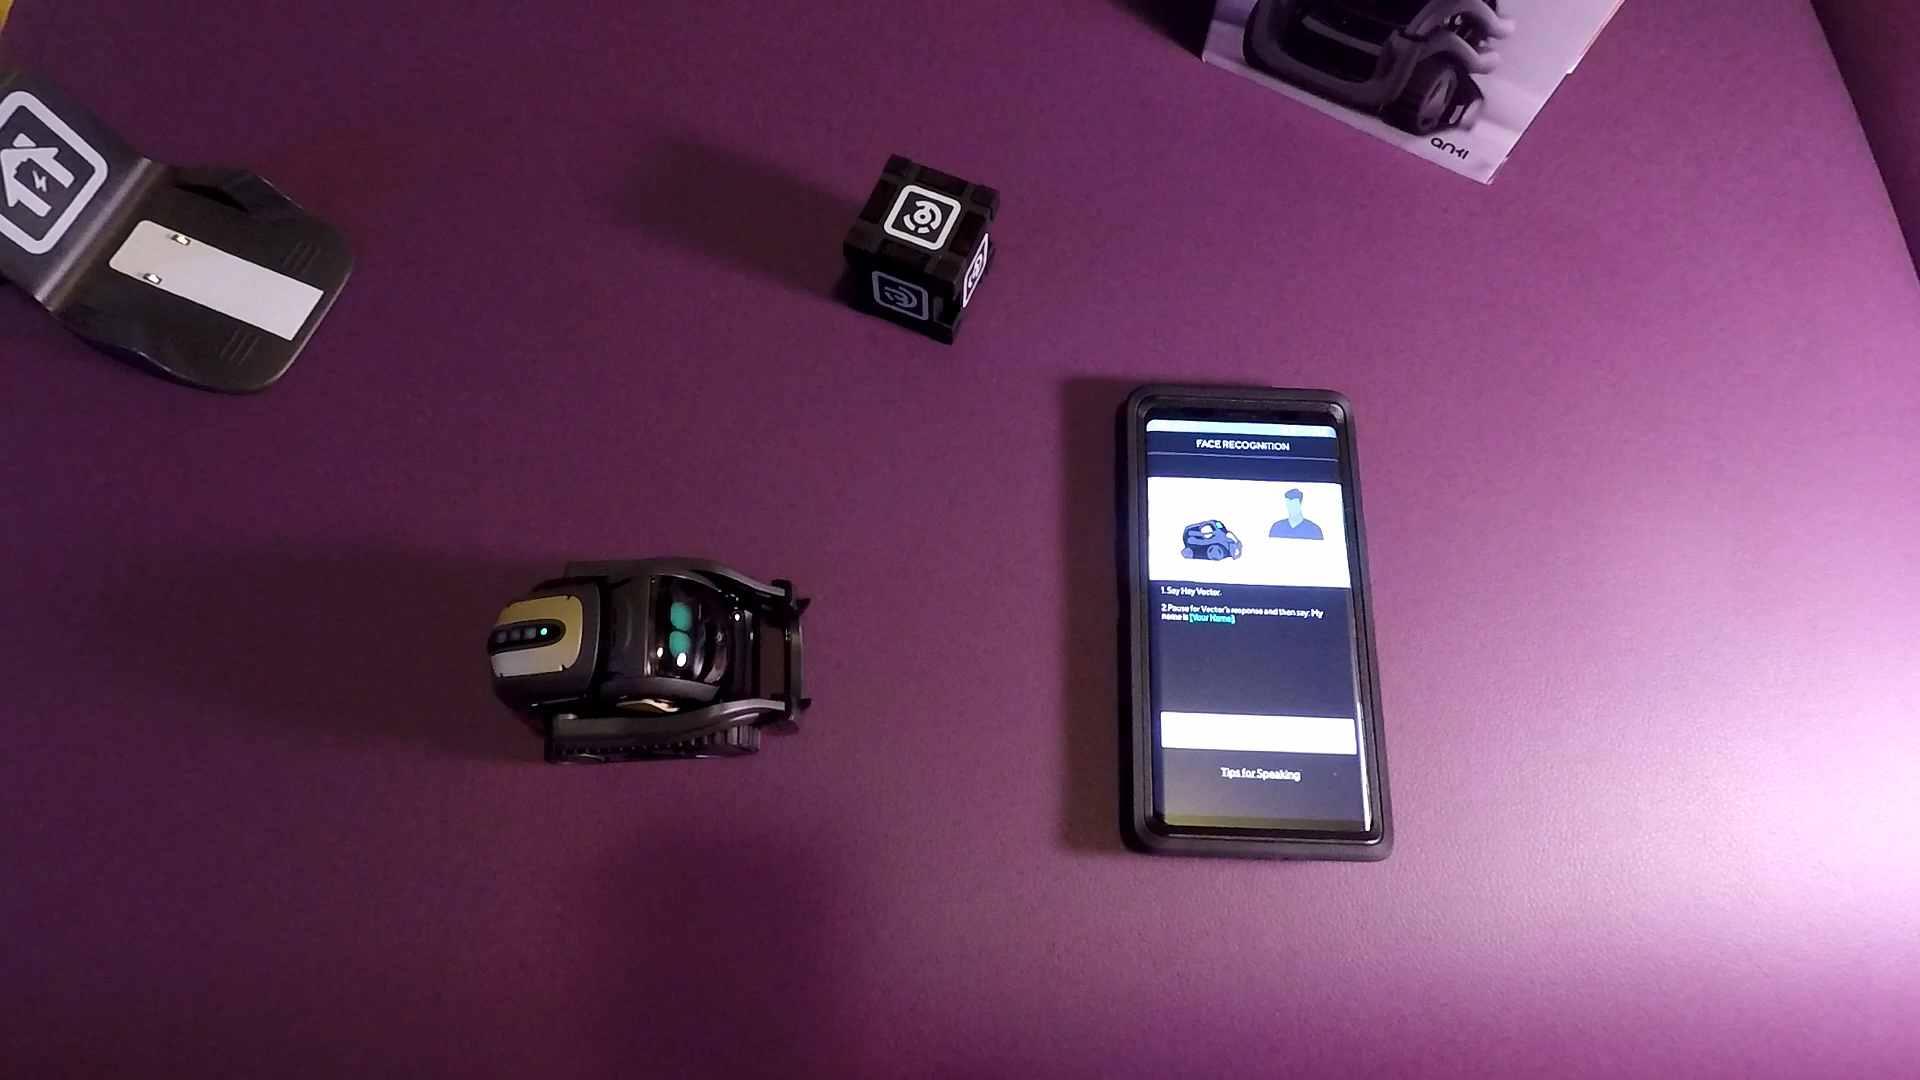 anki
FACE RECOGNITION
1. Say Hey Vector.
2. Pause for Vector's response and then say: My
name is [Your Name].
Tips for Speaking